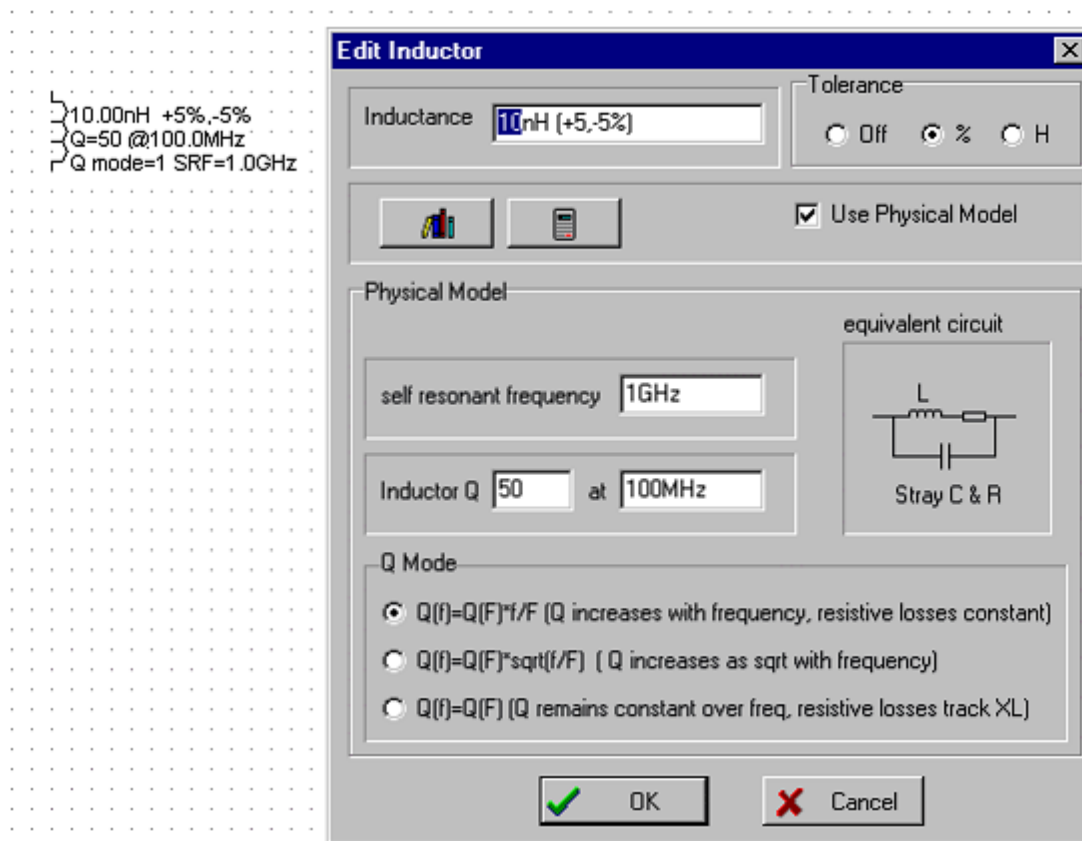 Edit Inductor
10.00nH +5%,-5%
Q=50 @100.0MHz
Q mode=1 SRF=1.0GHz
Inductance 10nH (+5,-5%)
Tolerance
Off % H
Use Physical Model
Physical Model
equivalent circuit
self resonant frequency 1GHz
L
Inductor Q 50 at 100MHz
Stray C & R
Q Mode
Q(f)=Q(F)*f/F (Q increases with frequency, resistive losses constant)
Q(f)=Q(F)*sqrt(f/F) ( Q increases as sqrt with frequency)
Q(f)=Q(F) (Q remains constant over freq, resistive losses track XL)
OK Cancel